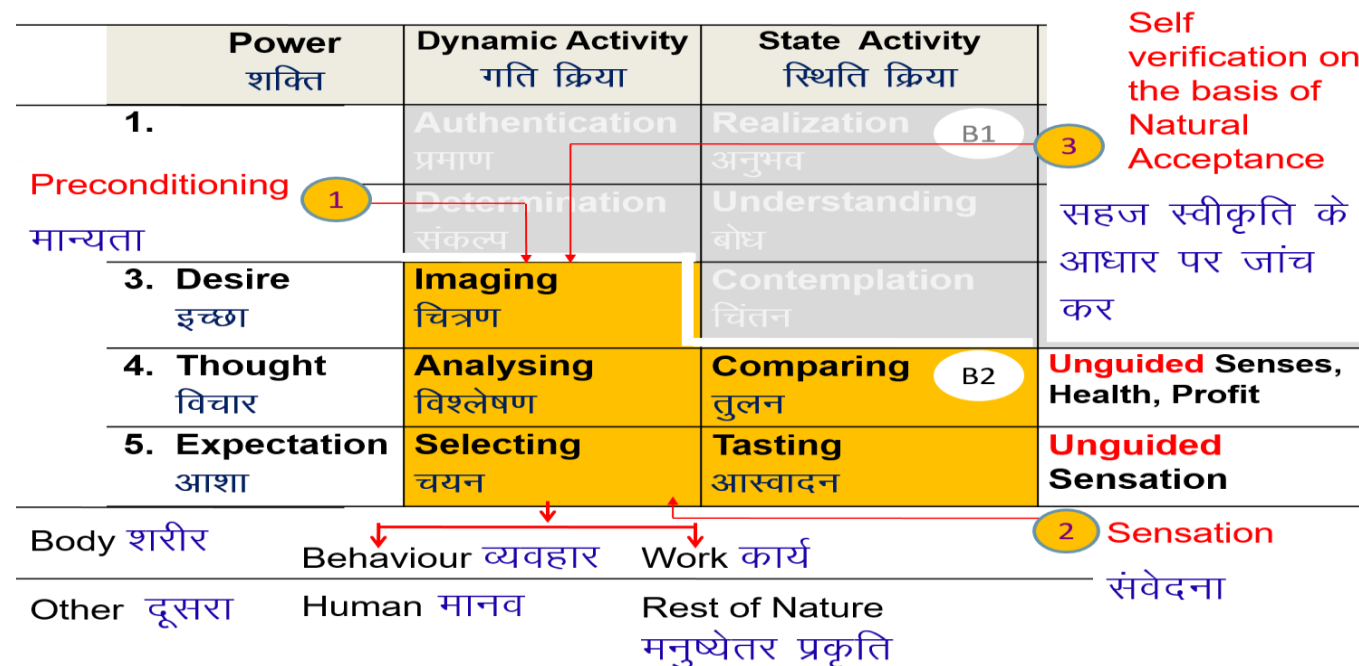 Power
शक्ति
Dynamic Activity
गति क्रिया
State Activity
स्थिति क्रिया
Self
verification on
the basis of
Natural
Acceptance
सहज स्वीकृति के
आधार पर जांच
कर
1.
Authentication
प्रमाण
Realization
अनुभव
B1
3
Preconditioning
मान्यता
1
Determination
संकल्प
Understanding
बोध
3. Desire
इच्छा
Imaging
चित्रण
Contemplation
चिंतन
4. Thought
विचार
Analysing
विश्लेषण
Comparing
तुलन
B2
Unguided Senses,
Health, Profit
5. Expectation
आशा
Selecting
चयन
Tasting
आस्वादन
Unguided
Sensation
Body शरीर
Behaviour व्यवहार
Work कार्य
2
Sensation
संवेदना
Other दूसरा
Human मानव
Rest of Nature
मनुष्येतर प्रकृति